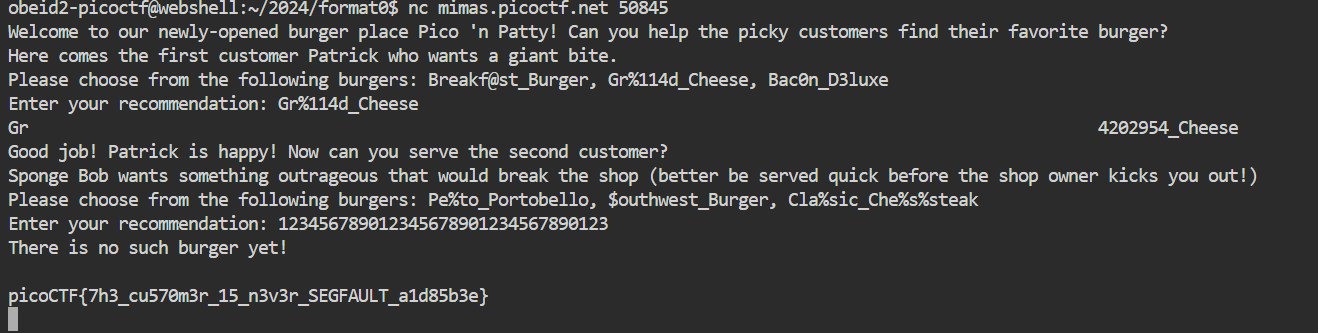 obeid2-picoctf@webshell:~/2024/format0$ nc mimas.picoctf.net 50845
Welcome to our newly-opened burger place Pico 'n Patty! Can you help the picky customers find their favorite burger?
Here comes the first customer Patrick who wants a giant bite.
Please choose from the following burgers: Breakf@st_Burger, Gr%114d_Cheese, Bac0n_D3luxe
Enter your recommendation: Gr%114d_Cheese
Gr                                                                                                           4202954_Cheese
Good job! Patrick is happy! Now can you serve the second customer?
Sponge Bob wants something outrageous that would break the shop (better be served quick before the shop owner kicks you out!)
Please choose from the following burgers: Pe%to_Portobello, $outhwest_Burger, Cla%sic_Che%s%steak
Enter your recommendation: 123456789012345678901234567890123
There is no such burger yet!
picoCTF{7h3_cu570m3r_15_n3v3r_SEGFAULT_a1d85b3e}